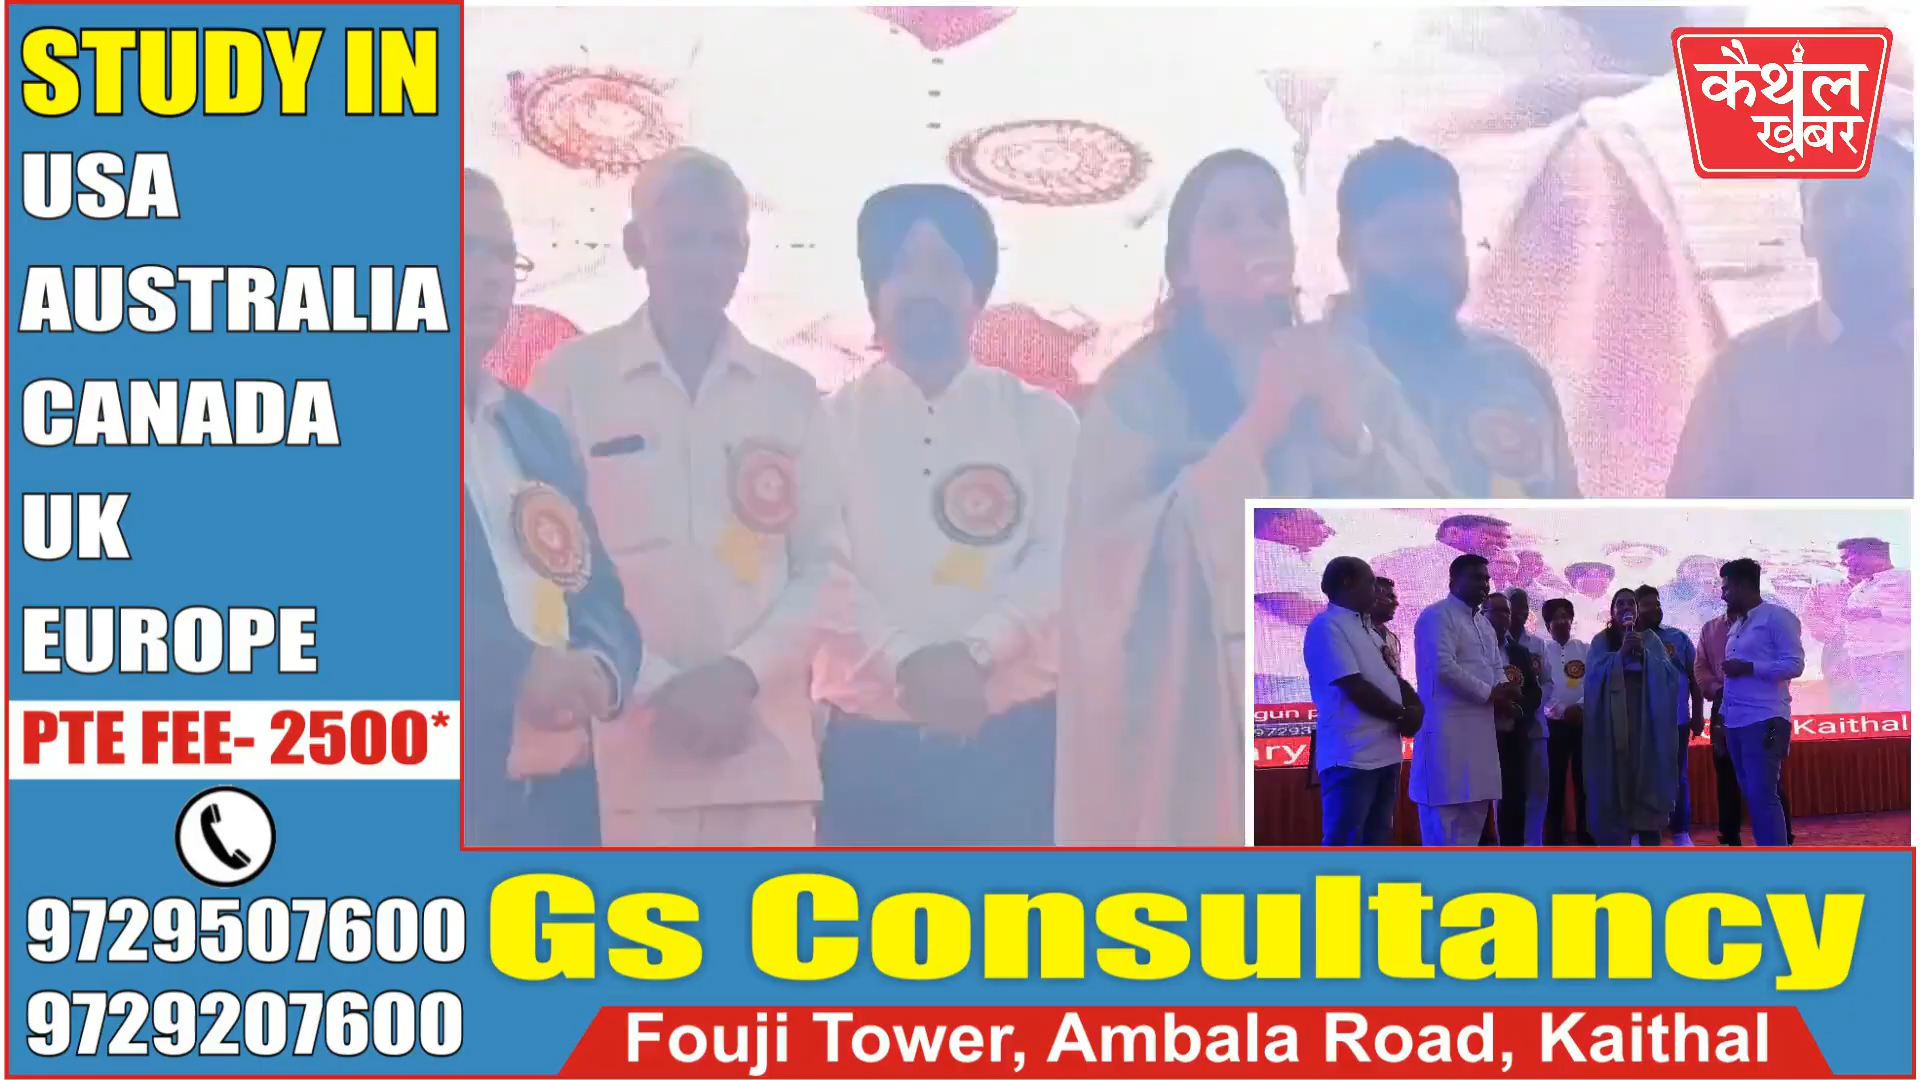 STUDY IN
USA
AUSTRALIA
CANADA
UK
EUROPE
PTE FEE- 2500*
9729507600
9729207600
कैथल
ख़बर
Kaithal
Gs Consultancy
Fouji Tower, Ambala Road, Kaithal